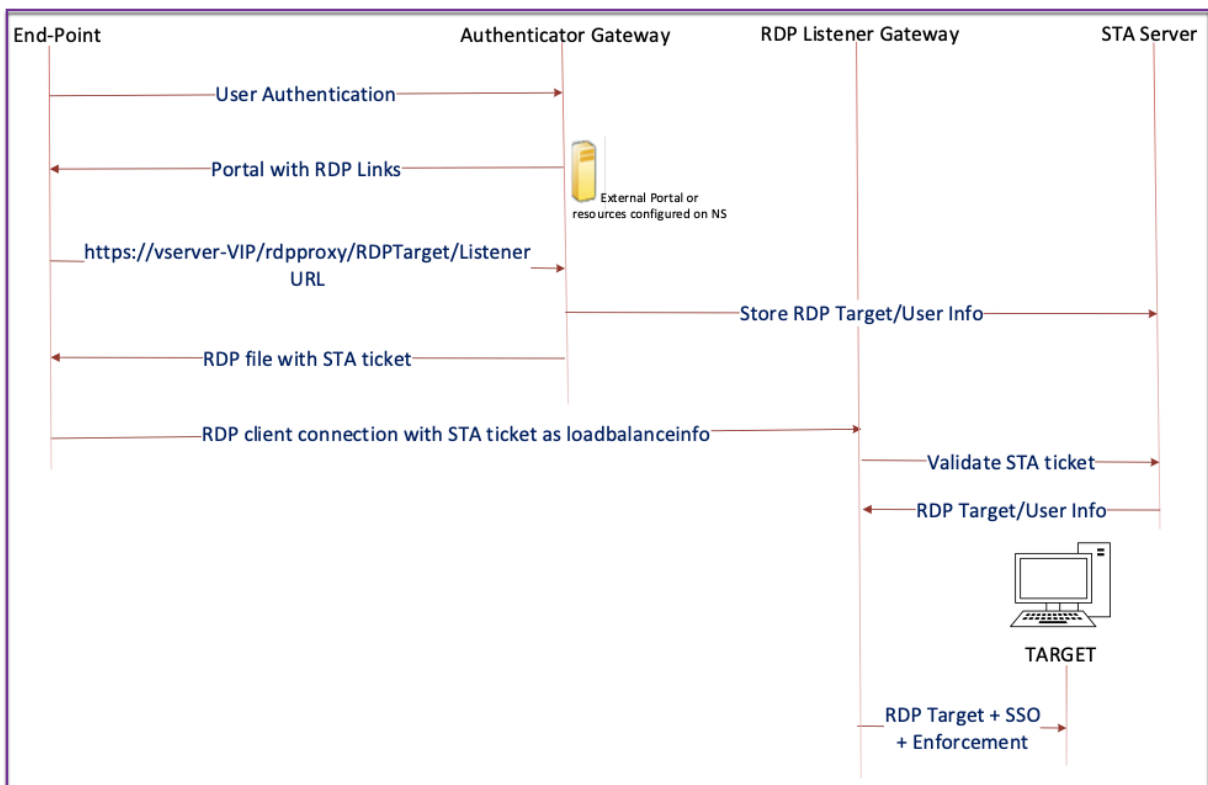 End-Point
Authenticator Gateway
RDP Listener Gateway
STA Server
User Authentication
Portal with RDP Links
External Portal or
resources configured on NS
https://vserver-VIP/rdpproxy/RDPTarget/Listener
URL
Store RDP Target/User Info
RDP file with STA ticket
RDP client connection with STA ticket as loadbalanceinfo
Validate STA ticket
RDP Target/User Info
TARGET
RDP Target + SSO
+ Enforcement